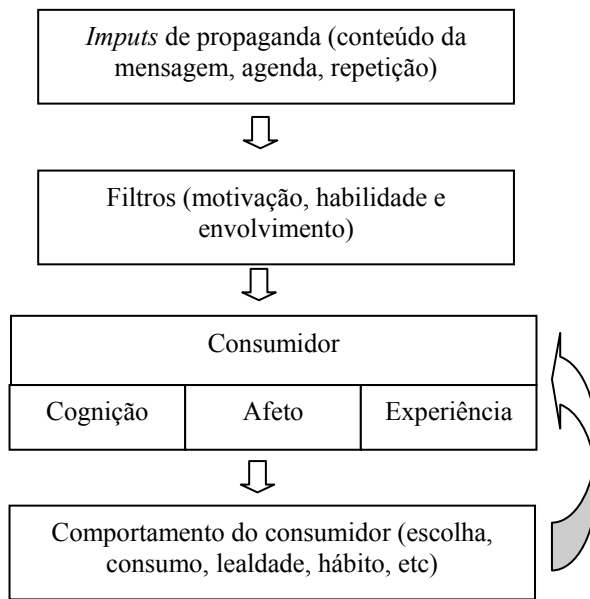 Imputs de propaganda (conteúdo da
mensagem, agenda, repetição)
Filtros (motivação, habilidade e
envolvimento)
Consumidor
Cognição
Afeto
Experiência
Comportamento do consumidor (escolha,
consumo, lealdade, hábito, etc)